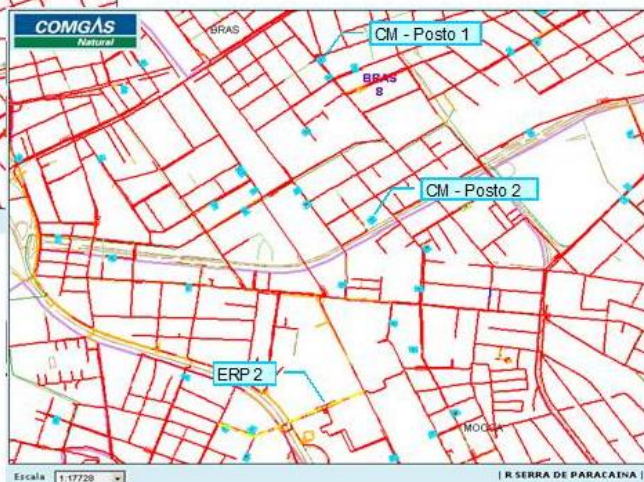 COMGÁS
Natural
BRAS
CM - Posto 1
BRAS
8
CM - Posto 2
ERP 2
MOOCA
Escala 1:17728
| R SERRA DE PARACAINA |